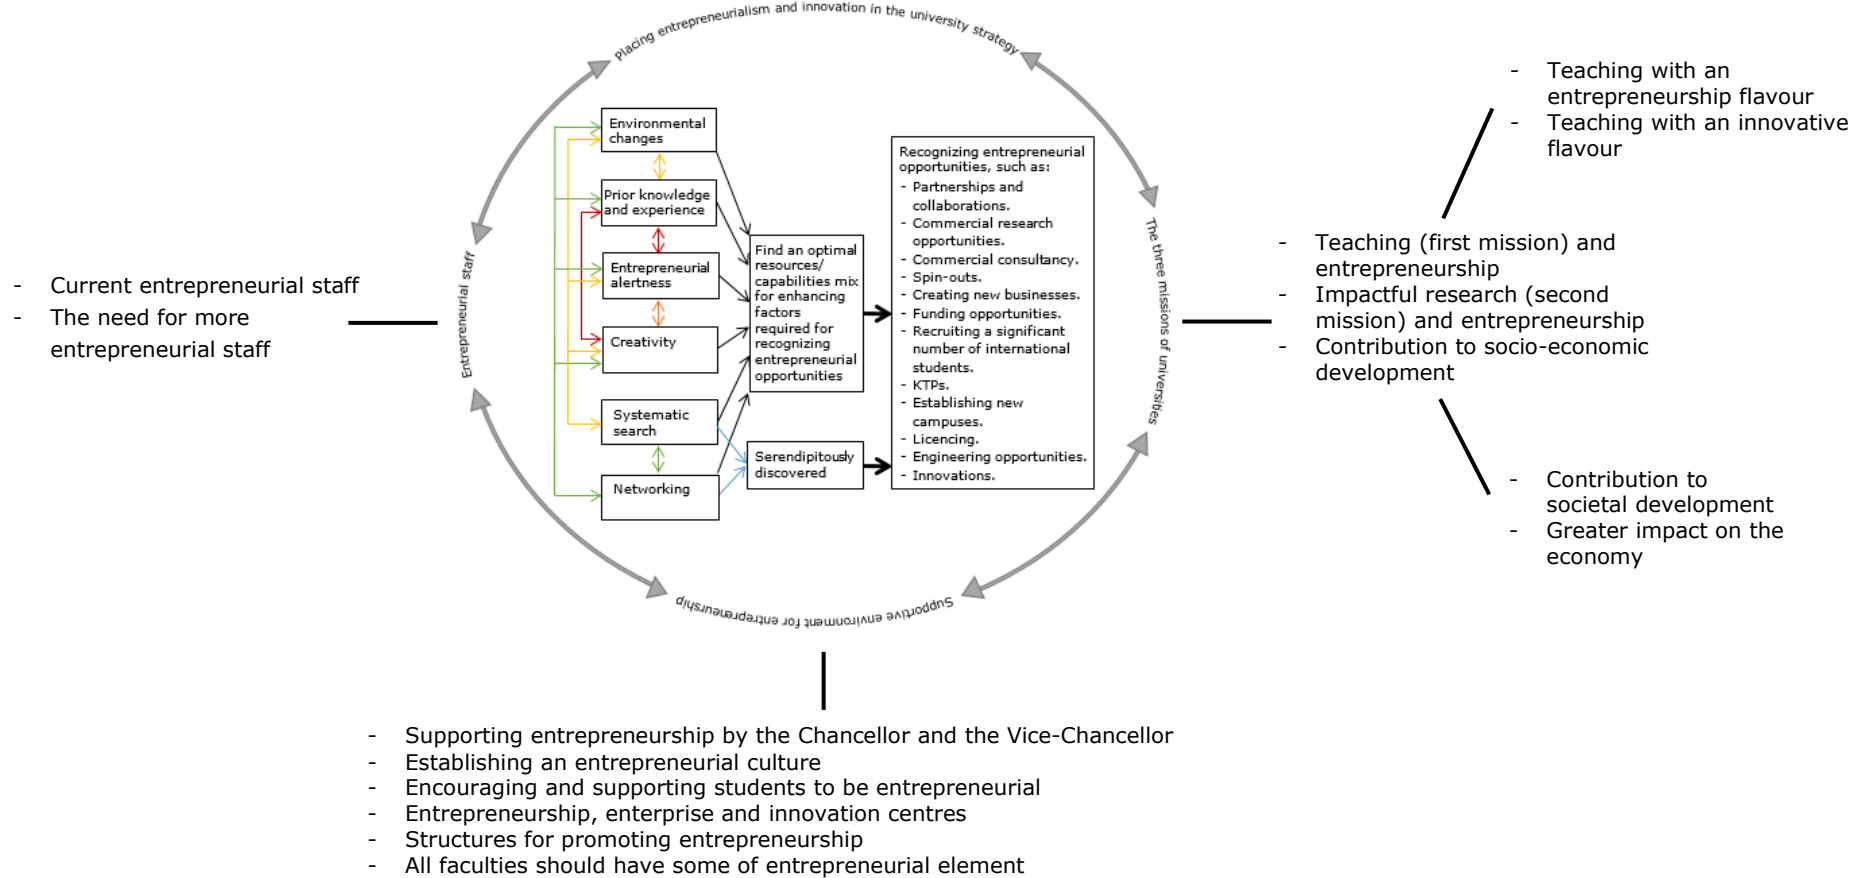 Placing entrepreneurialism and innovation in the university strategy
Entrepreneurial staff
The three missions of universities
Supportive environment for entrepreneurship
- Current entrepreneurial staff
- The need for more
entrepreneurial staff
Environmental
changes
Prior knowledge
and experience
Entrepreneurial
alertness
Creativity
Systematic
search
Networking
Find an optimal
resources/
capabilities mix
for enhancing
factors
required for
recognizing
entrepreneurial
opportunities
Serendipitously
discovered
Recognizing entrepreneurial
opportunities, such as:
- Partnerships and
collaborations.
- Commercial research
opportunities.
- Commercial consultancy.
- Spin-outs.
- Creating new businesses.
- Funding opportunities.
- Recruiting a significant
number of international
students.
- KTPs.
- Establishing new
campuses.
- Licencing.
- Engineering opportunities.
- Innovations.
- Teaching with an
entrepreneurship flavour
- Teaching with an innovative
flavour
- Teaching (first mission) and
entrepreneurship
- Impactful research (second
mission) and entrepreneurship
- Contribution to socio-economic
development
- Contribution to
societal development
- Greater impact on the
economy
- Supporting entrepreneurship by the Chancellor and the Vice-Chancellor
- Establishing an entrepreneurial culture
- Encouraging and supporting students to be entrepreneurial
- Entrepreneurship, enterprise and innovation centres
- Structures for promoting entrepreneurship
- All faculties should have some of entrepreneurial element